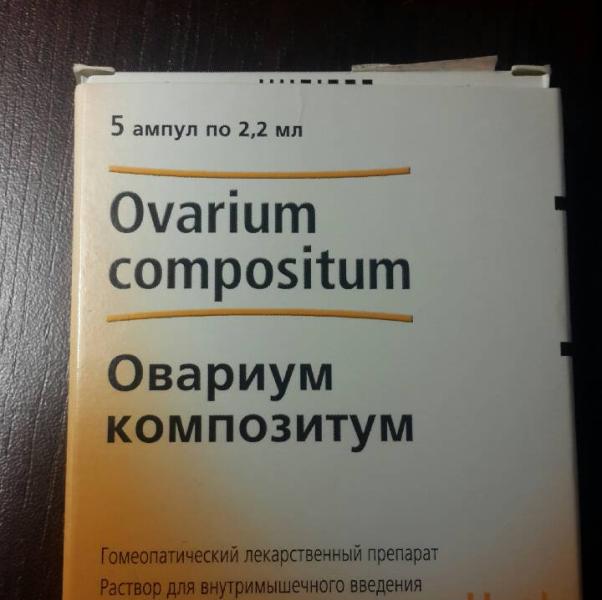 5 ампул по 2,2 мл
Ovarium
compositum
Овариум
композитум
Гомеопатический лекарственный препарат
Раствор для внутримышечного введения